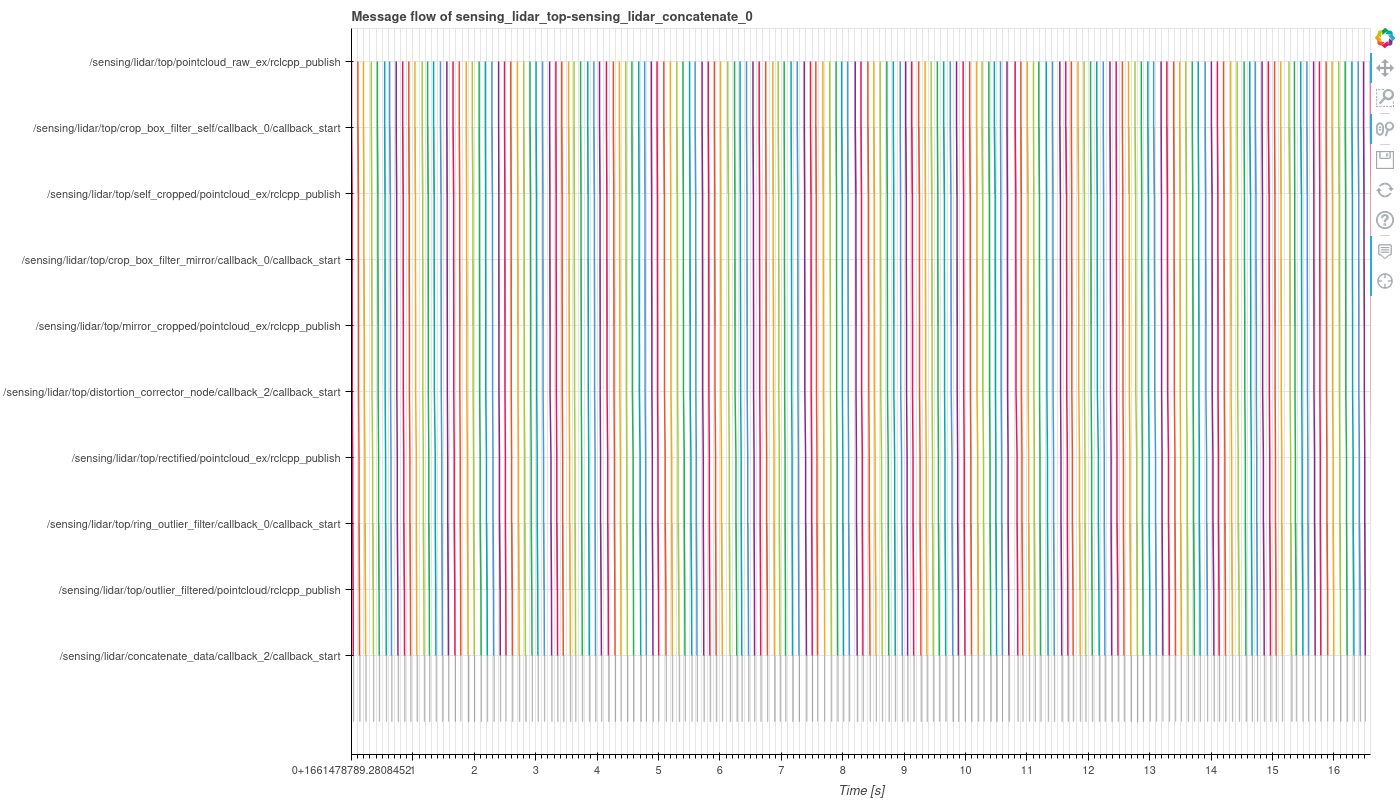 Message flow of sensing_lidar_top-sensing_lidar_concatenate_0
/sensing/lidar/top/pointcloud_raw_ex/rclcpp_publish
/sensing/lidar/top/crop_box_filter_self/callback_0/callback_start
/sensing/lidar/top/self_cropped/pointcloud_ex/rclcpp_publish
/sensing/lidar/top/crop_box_filter_mirror/callback_0/callback_start
/sensing/lidar/top/mirror_cropped/pointcloud_ex/rclcpp_publish
/sensing/lidar/top/distortion_corrector_node/callback_2/callback_start
/sensing/lidar/top/rectified/pointcloud_ex/rclcpp_publish
/sensing/lidar/top/ring_outlier_filter/callback_0/callback_start
/sensing/lidar/top/outlier_filtered/pointcloud/rclcpp_publish
/sensing/lidar/concatenate_data/callback_2/callback_start
0+1661478789.2808452 1 2 3 4 5 6 7 8 9 10 11 12 13 14 15 16
Time [s]